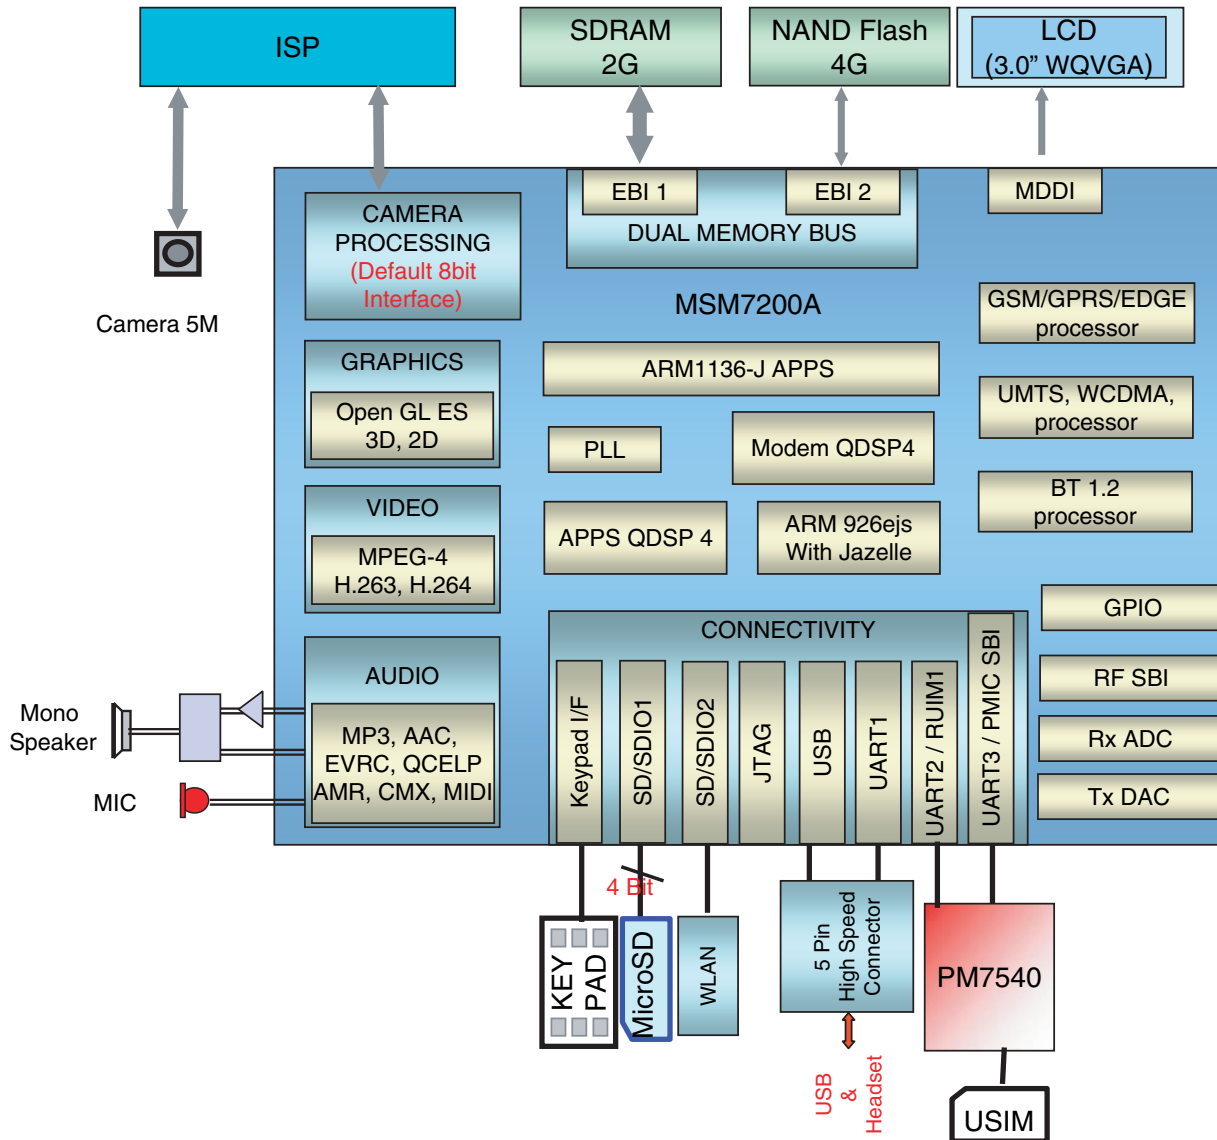 ISP
SDRAM
2G
NAND Flash
4G
LCD
(3.0” WQVGA)
CAMERA
PROCESSING
(Default 8bit
Interface)
EBI 1
EBI 2
DUAL MEMORY BUS
MDDI
Camera 5M
MSM7200A
GSM/GPRS/EDGE
processor
GRAPHICS
Open GL ES
3D, 2D
ARM1136-J APPS
UMTS, WCDMA,
processor
PLL
Modem QDSP4
VIDEO
MPEG-4
H.263, H.264
APPS QDSP 4
ARM 926ejs
With Jazelle
BT 1.2
processor
GPIO
RF SBI
Rx ADC
Tx DAC
AUDIO
MP3, AAC,
EVRC, QCELP
AMR, CMX, MIDI
Mono
Speaker
MIC
CONNECTIVITY
Keypad I/F
SD/SDIO1
SD/SDIO2
JTAG
USB
UART1
UART2 / RUIM1
UART3 / PMIC SBI
4 Bit
KEY
PAD
MicroSD
WLAN
5 Pin
High Speed
Connector
PM7540
USB
&
Headset
USIM